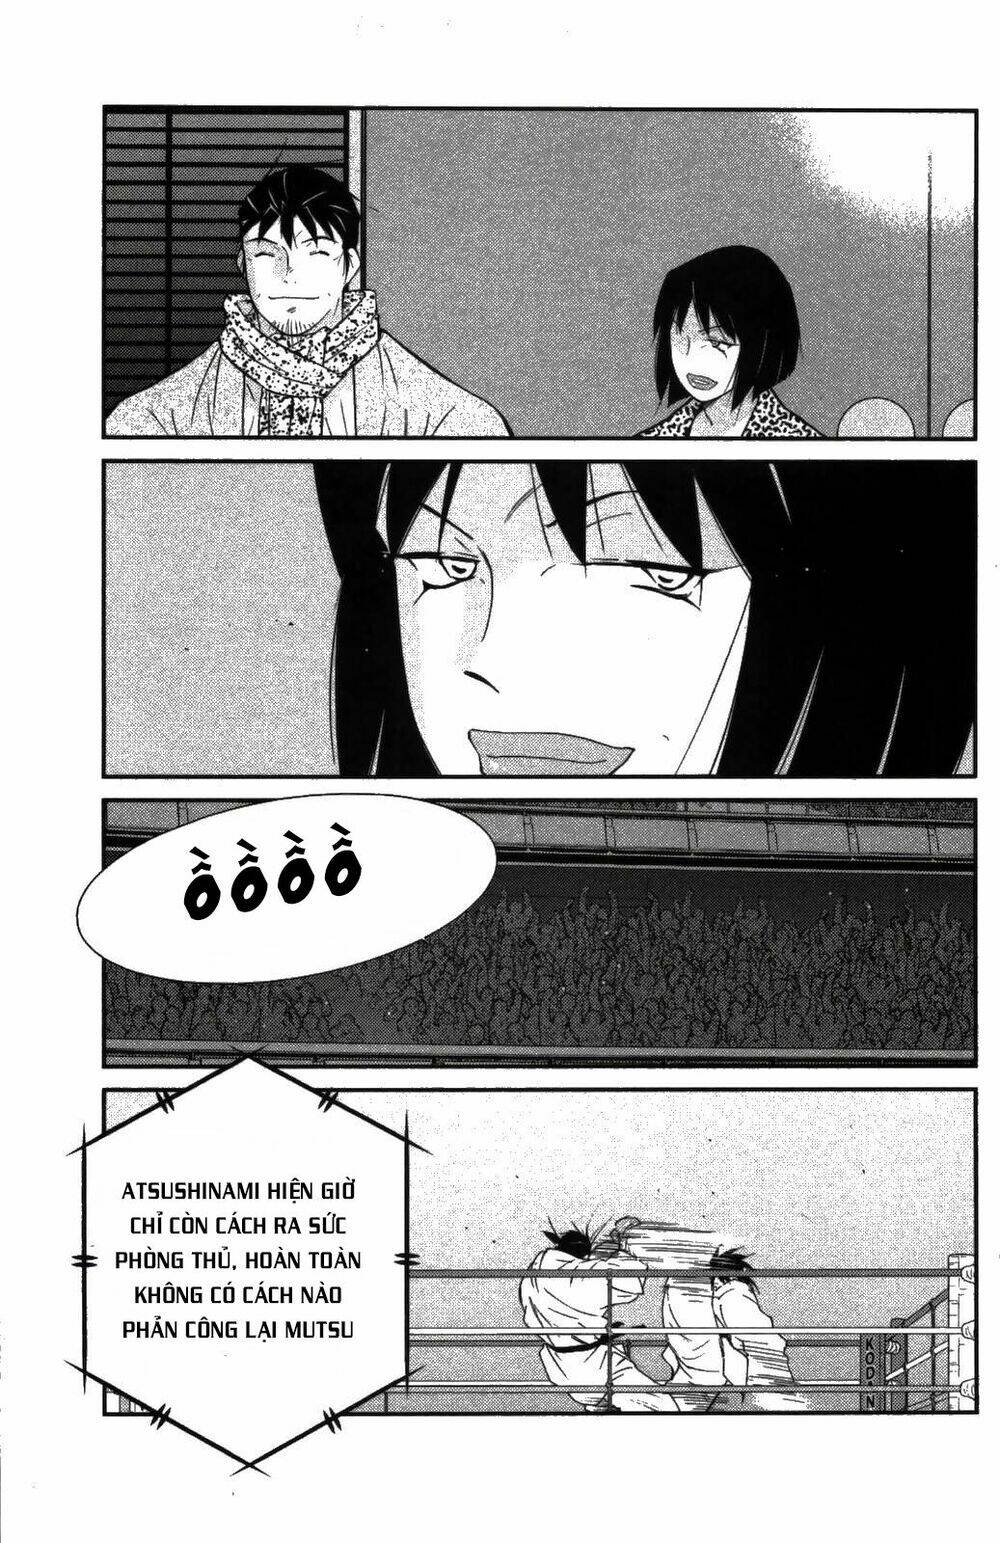 ỒỒỒỒ
ATSUSHINAMI HIỆN GIỜ
CHỈ CÒN CÁCH RA SỨC
PHÒNG THỦ, HOÀN TOÀN
KHÔNG CÓ CÁCH NÀO
PHẢN CÔNG LẠI MUTSU
KODAN